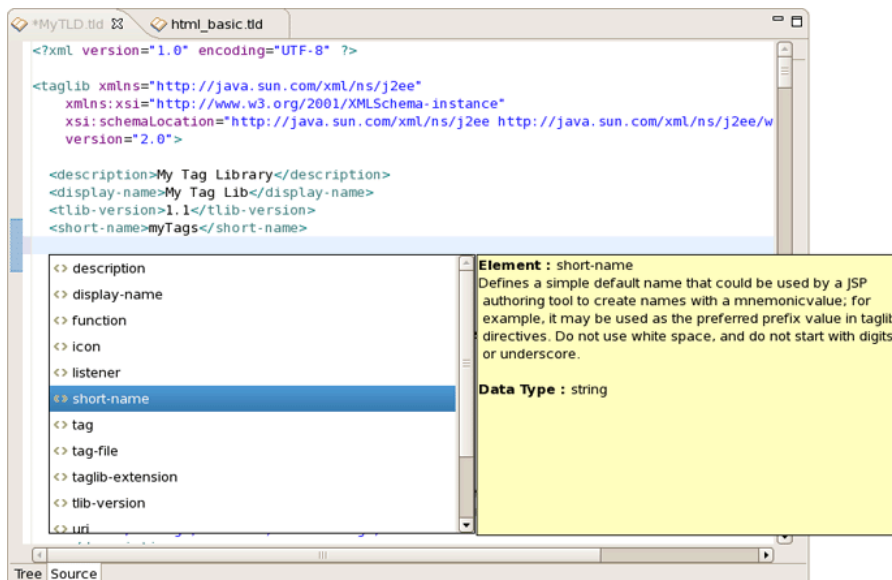 *MyTLD.tld html_basic.tld
<?xml version="1.0" encoding="UTF-8" ?>
<taglib xmlns="http://java.sun.com/xml/ns/j2ee"
xmlns:xsi="http://www.w3.org/2001/XMLSchema-instance"
xsi:schemaLocation="http://java.sun.com/xml/ns/j2ee http://java.sun.com/xml/ns/j2ee/w
version="2.0">
<description>My Tag Library</description>
<display-name>My Tag Lib</display-name>
<tlib-version>1.1</tlib-version>
<short-name>myTags</short-name>
<> description
<> display-name
<> function
<> icon
<> listener
<> short-name
<> tag
<> tag-file
<> taglib-extension
<> tlib-version
<> uri
Element : short-name
Defines a simple default name that could be used by a JSP
authoring tool to create names with a mnemonicvalue; for
example, it may be used as the preferred prefix value in taglib
directives. Do not use white space, and do not start with digits
or underscore.
Data Type : string
Tree Source